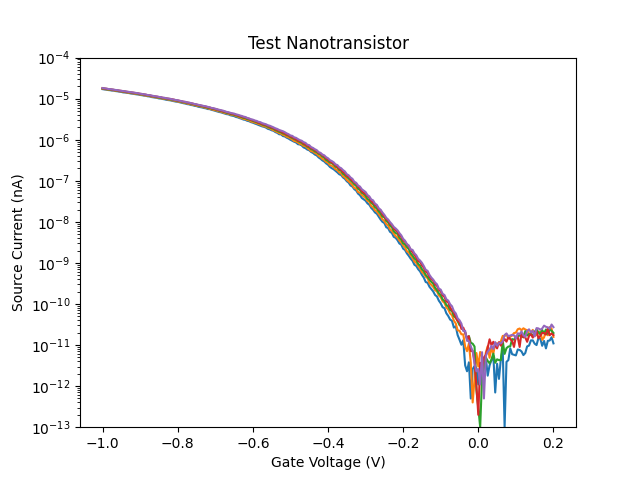 Test Nanotransistor
Source Current (nA)
10⁻⁴
10⁻⁵
10⁻⁶
10⁻⁷
10⁻⁸
10⁻⁹
10⁻¹⁰
10⁻¹¹
10⁻¹²
10⁻¹³
−1.0 −0.8 −0.6 −0.4 −0.2 0.0 0.2
Gate Voltage (V)